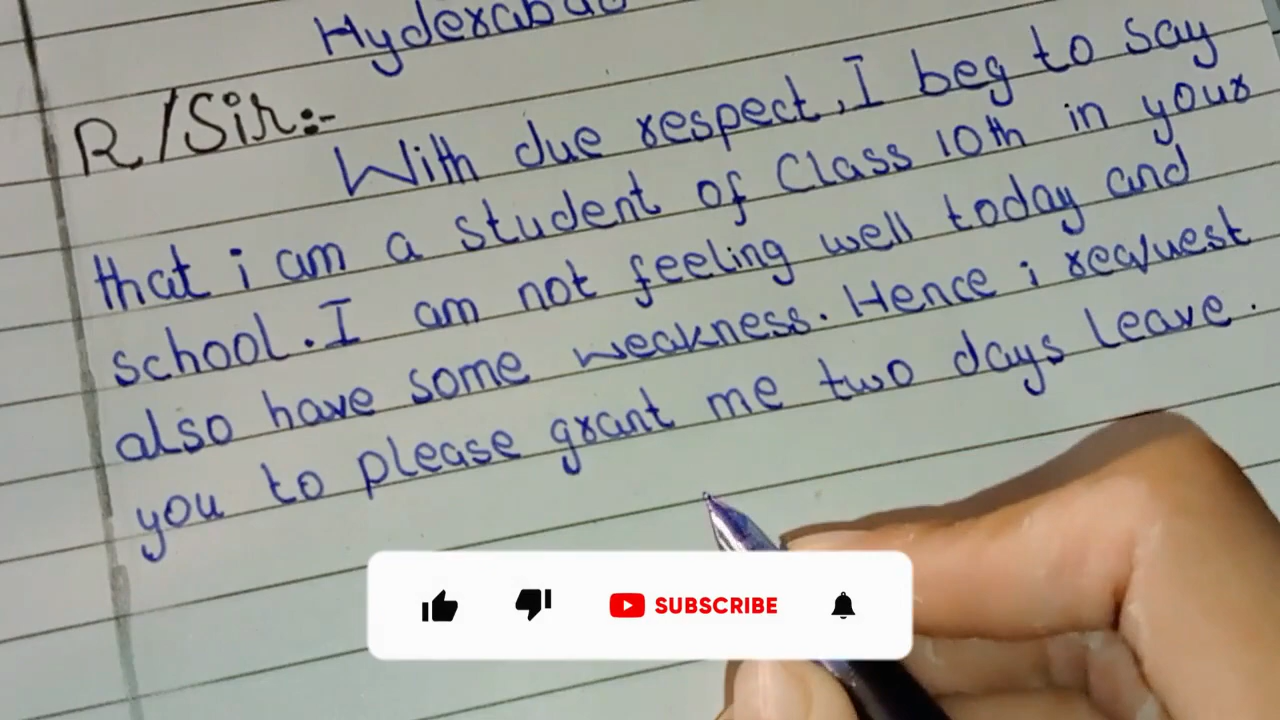 Hyderabad
R/Sir:-
With due respect, I beg to say
that i am a student of Class 10th in your
school. I am not feeling well today and
also have some weakness. Hence i request
you to please grant me two days leave.
SUBSCRIBE